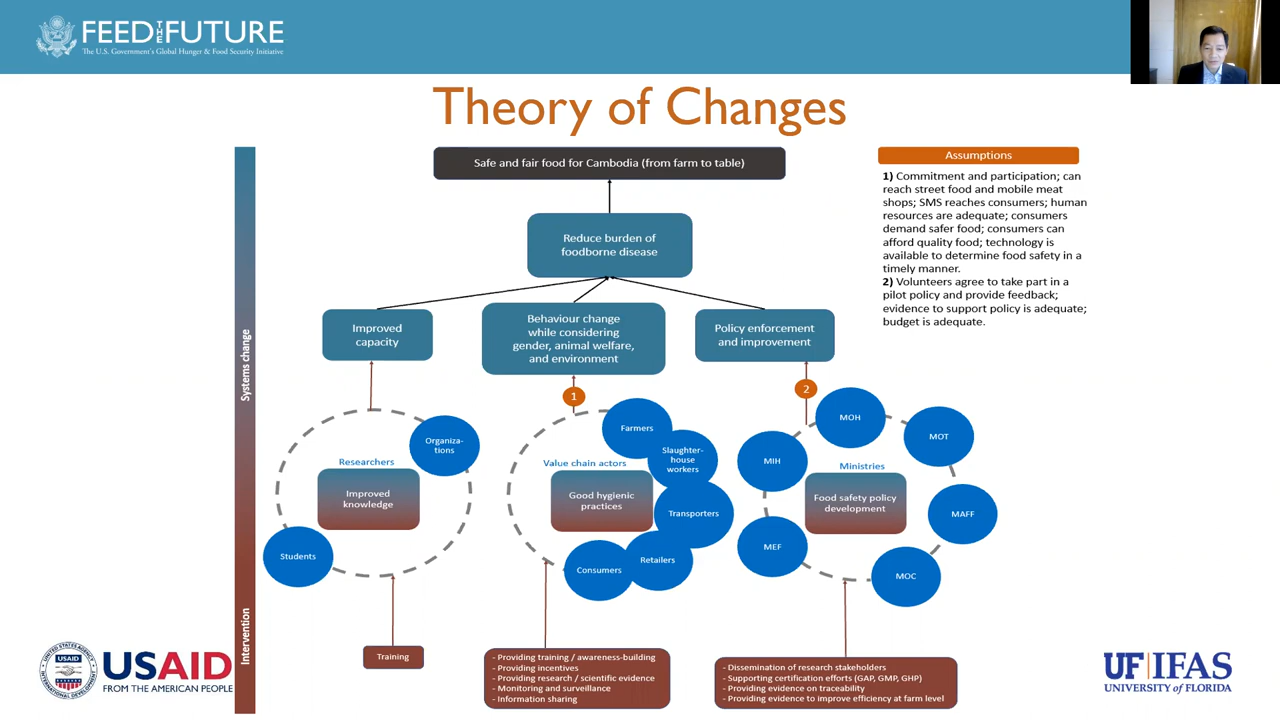 FEED THE FUTURE
The U.S. Government's Global Hunger & Food Security Initiative
Theory of Changes
Safe and fair food for Cambodia (from farm to table)
Reduce burden of
foodborne disease
Improved
capacity
Behaviour change
while considering
gender, animal welfare,
and environment
Policy enforcement
and improvement
Assumptions
1) Commitment and participation; can
reach street food and mobile meat
shops; SMS reaches consumers; human
resources are adequate; consumers
demand safer food; consumers can
afford quality food; technology is
available to determine food safety in a
timely manner.
2) Volunteers agree to take part in a
pilot policy and provide feedback;
evidence to support policy is adequate;
budget is adequate.
Systems change
Intervention
1
2
Researchers
Improved
knowledge
Organiza-
tions
Students
Value chain actors
Good hygienic
practices
Farmers
Slaughter-
house
workers
Transporters
Retailers
Consumers
Ministries
Food safety policy
development
MIH
MOH
MOT
MAFF
MOC
MEF
Training
- Providing training / awareness-building
- Providing incentives
- Providing research / scientific evidence
- Monitoring and surveillance
- Information sharing
- Dissemination of research stakeholders
- Supporting certification efforts (GAP, GMP, GHP)
- Providing evidence on traceability
- Providing evidence to improve efficiency at farm level
USAID
USAID
FROM THE AMERICAN PEOPLE
UF|IFAS
UNIVERSITY of FLORIDA